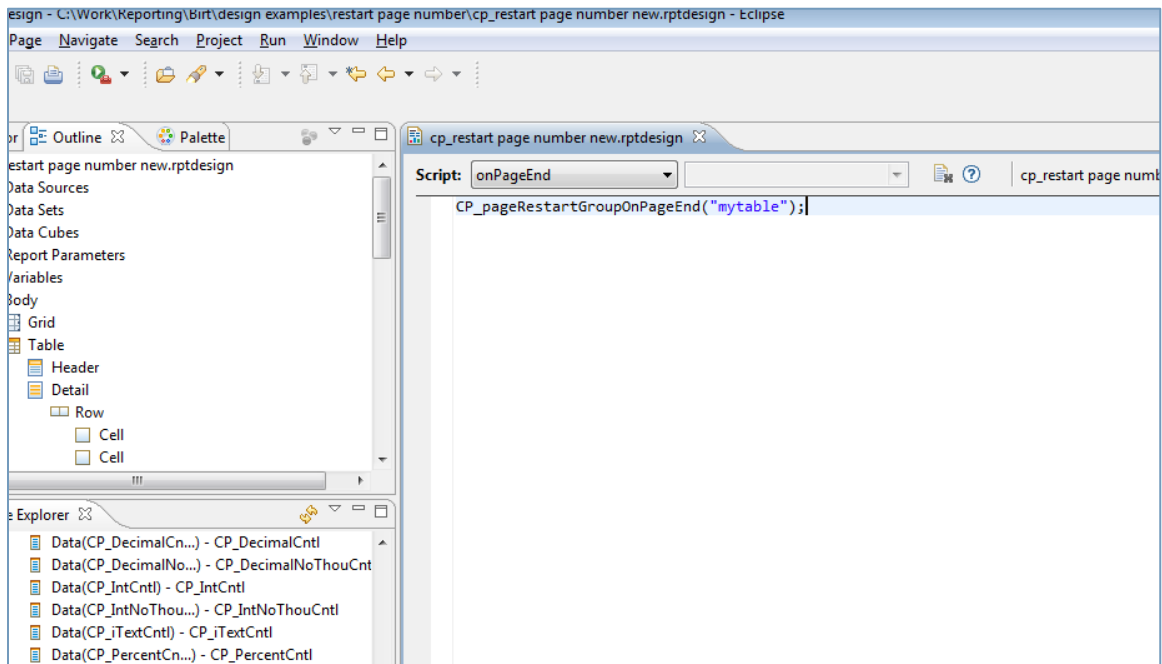 esign - C:\Work\Reporting\Birt\design examples\restart page number\cp_restart page number new.rptdesign - Eclipse
Page Navigate Search Project Run Window Help
or Outline Palette
estart page number new.rptdesign
Data Sources
Data Sets
Data Cubes
Report Parameters
Variables
Body
Grid
Table
Header
Detail
Row
Cell
Cell
e Explorer
Data(CP_DecimalCn...) - CP_DecimalCntl
Data(CP_DecimalNo...) - CP_DecimalNoThouCnt
Data(CP_IntCntl) - CP_IntCntl
Data(CP_IntNoThou...) - CP_IntNoThouCntl
Data(CP_iTextCntl) - CP_iTextCntl
Data(CP_PercentCn...) - CP_PercentCntl
cp_restart page number new.rptdesign
Script: onPageEnd cp_restart page numb
CP_pageRestartGroupOnPageEnd("mytable");